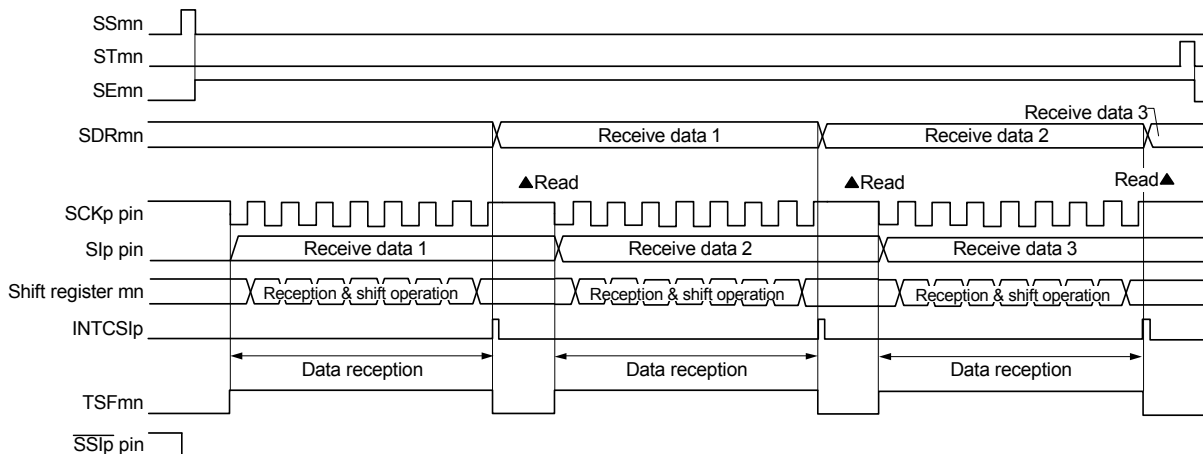 SSmn
STmn
SEmn
Receive data 3
SDRmn Receive data 1 Receive data 2
▲Read ▲Read Read▲
SCKp pin
SIp pin Receive data 1 Receive data 2 Receive data 3
Shift register mn Reception & shift operation Reception & shift operation Reception & shift operation
INTCSIp
Data reception Data reception Data reception
TSFmn
SSIp pin